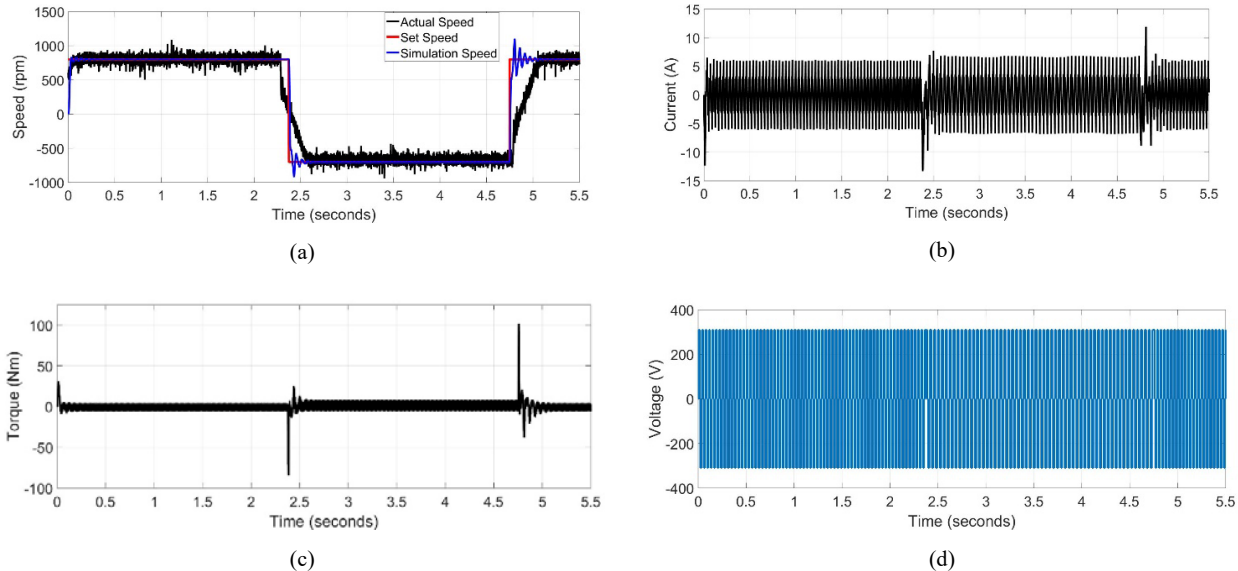 Actual Speed
Set Speed
Simulation Speed
1500
1000
500
0
-500
-1000
Speed (rpm)
0 0.5 1 1.5 2 2.5 3 3.5 4 4.5 5 5.5
Time (seconds)
(a)
15
10
5
0
-5
-10
-15
Current (A)
0 0.5 1 1.5 2 2.5 3 3.5 4 4.5 5 5.5
Time (seconds)
(b)
100
50
0
-50
-100
Torque (Nm)
0 0.5 1 1.5 2 2.5 3 3.5 4 4.5 5 5.5
Time (seconds)
(c)
400
200
0
-200
-400
Voltage (V)
0 0.5 1 1.5 2 2.5 3 3.5 4 4.5 5 5.5
Time (seconds)
(d)